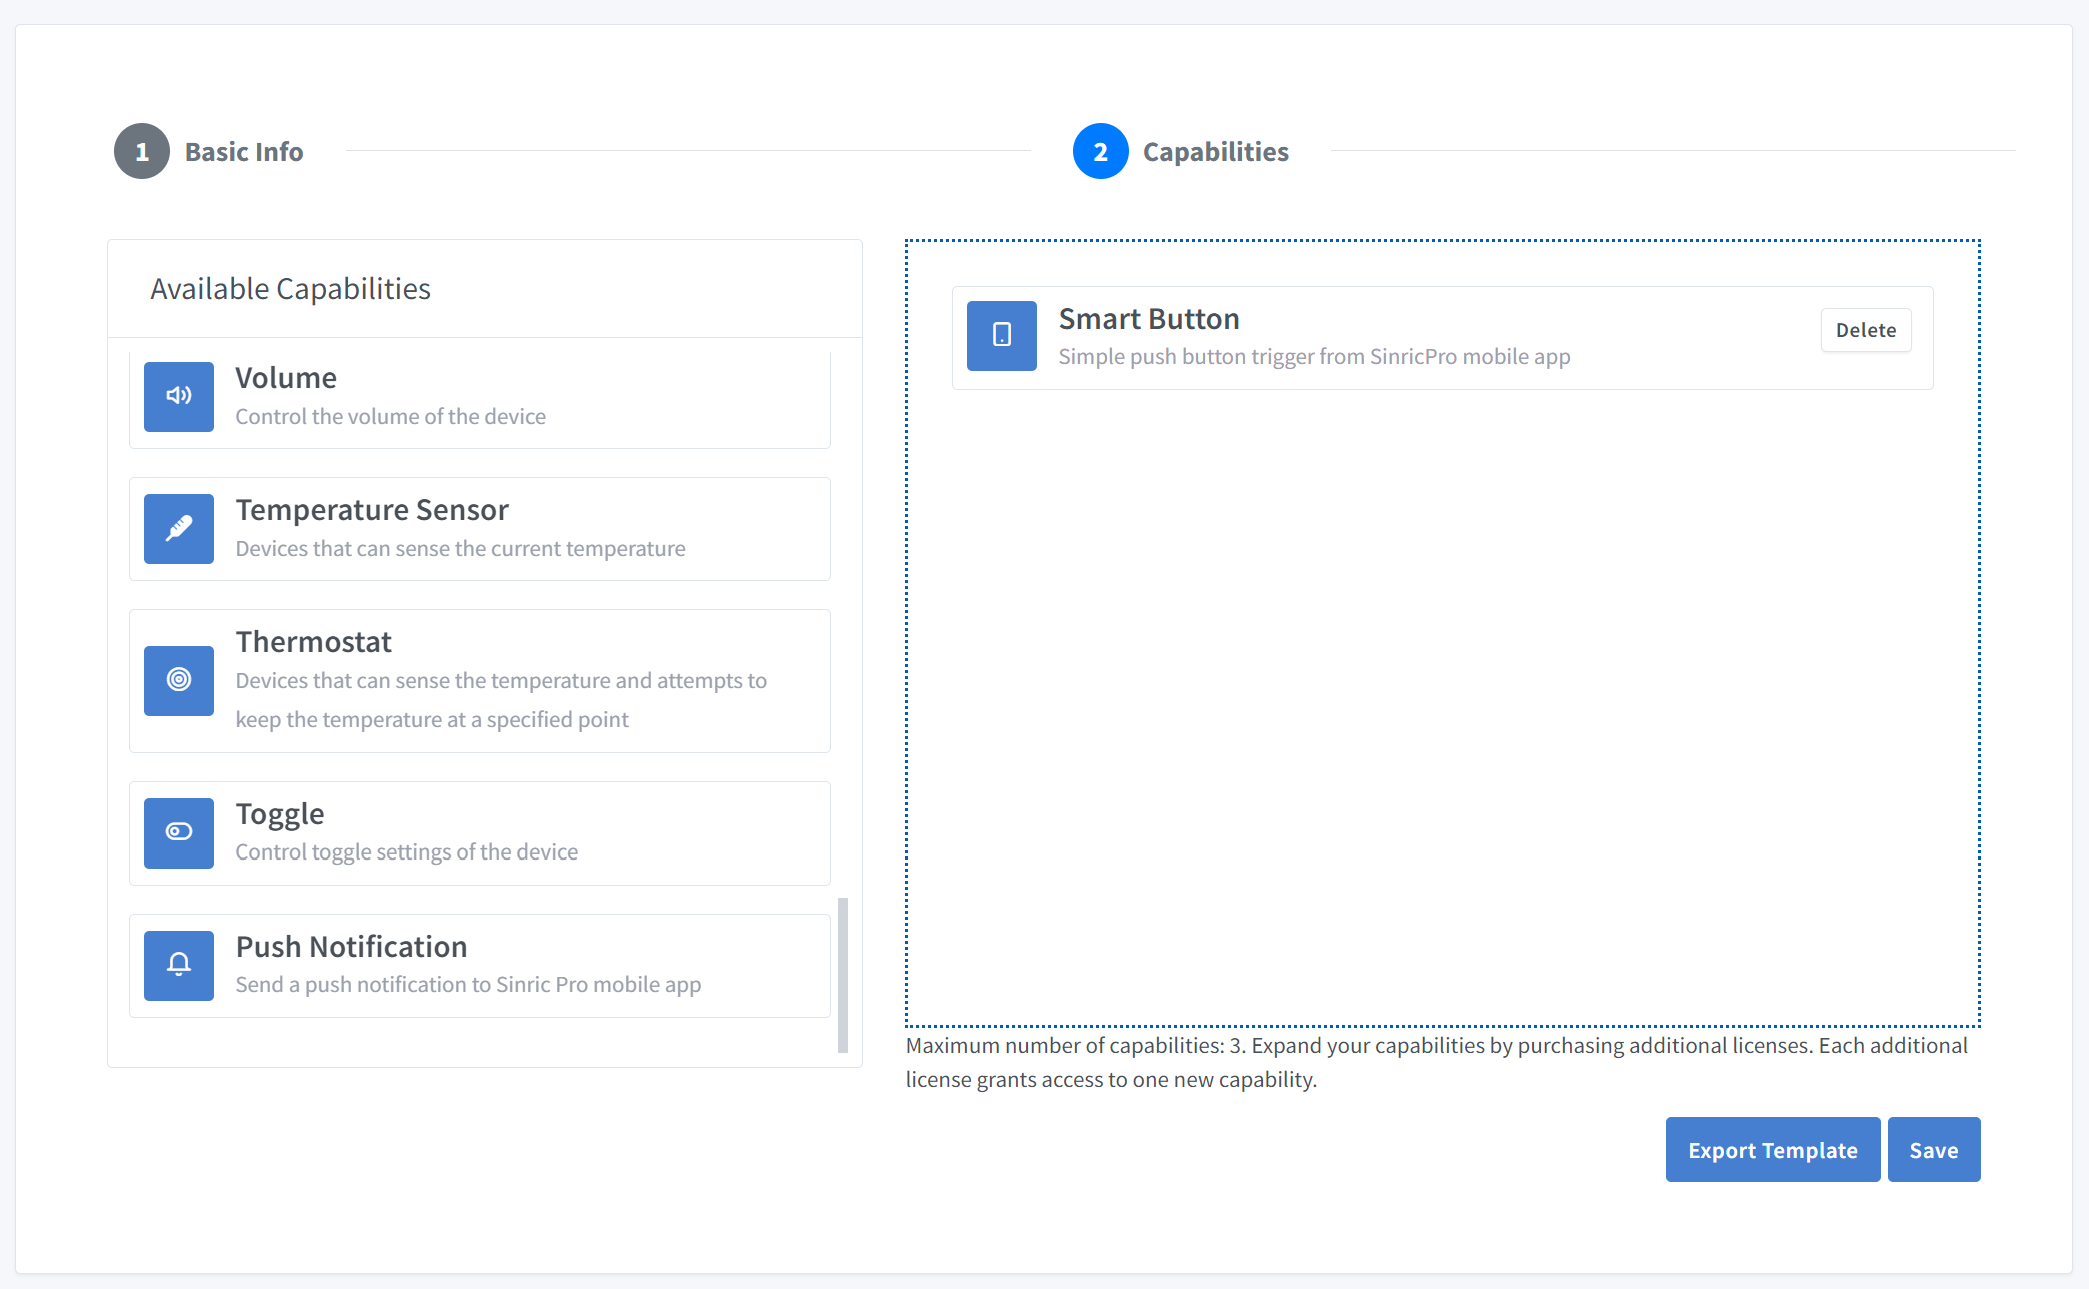 1 Basic Info
2 Capabilities
Available Capabilities
Volume
Control the volume of the device
Temperature Sensor
Devices that can sense the current temperature
Thermostat
Devices that can sense the temperature and attempts to
keep the temperature at a specified point
Toggle
Control toggle settings of the device
Push Notification
Send a push notification to Sinric Pro mobile app
Smart Button
Simple push button trigger from SinricPro mobile app
Delete
Maximum number of capabilities: 3. Expand your capabilities by purchasing additional licenses. Each additional
license grants access to one new capability.
Export Template
Save